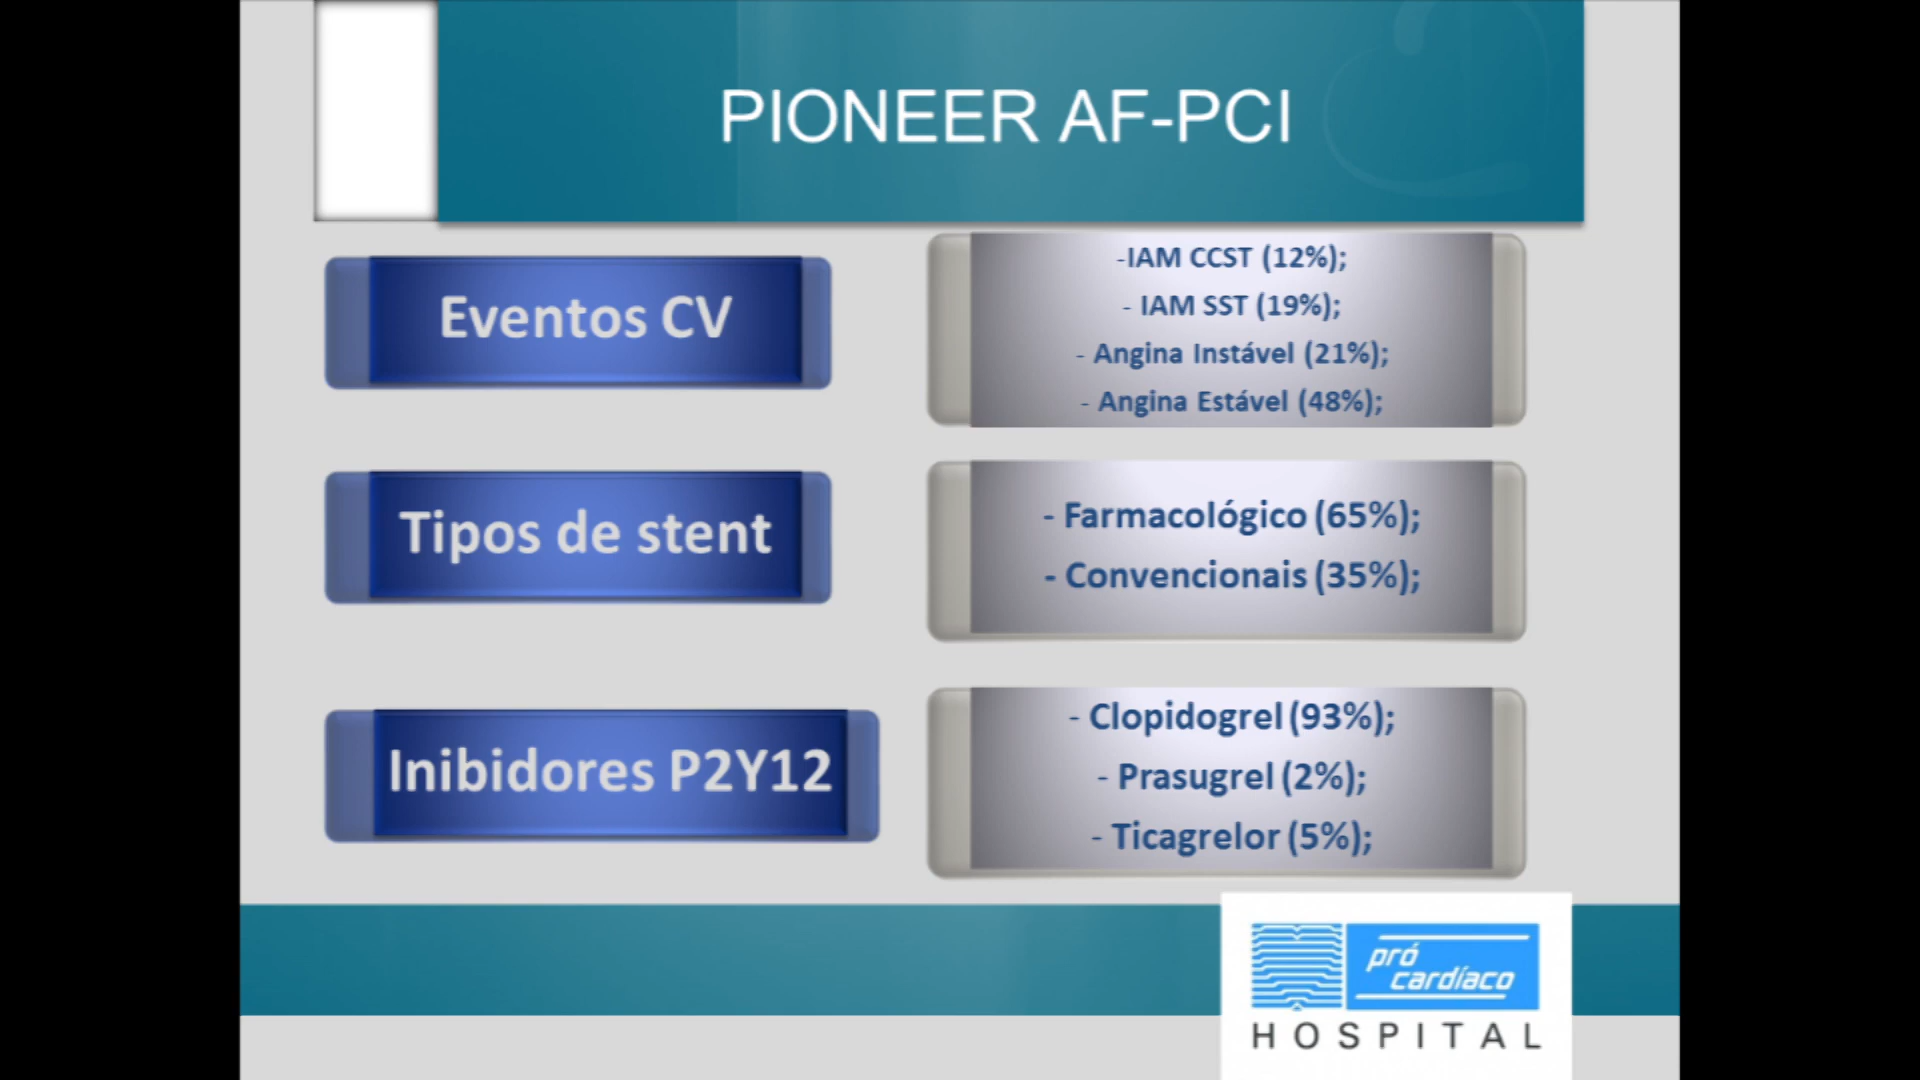 PIONEER AF-PCI
Eventos CV
-IAM CCST (12%);
- IAM SST (19%);
- Angina Instável (21%);
- Angina Estável (48%);
Tipos de stent
- Farmacológico (65%);
- Convencionais (35%);
Inibidores P2Y12
- Clopidogrel (93%);
- Prasugrel (2%);
- Ticagrelor (5%);
pró
cardíaco
HOSPITAL